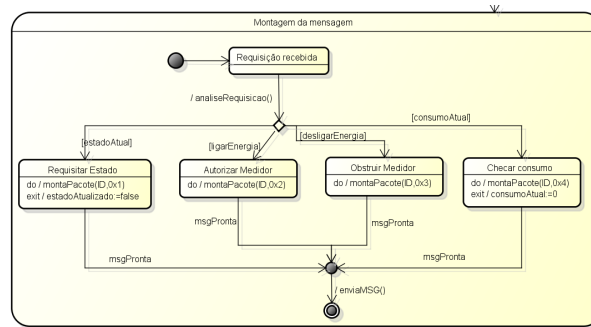 Montagem da mensagem
Requisição recebida
/ analiseRequisicao()
[estadoAtual]
[ligarEnergia]
[desligarEnergia]
[consumoAtual]
Requisitar Estado
do / montaPacote(ID,0x1)
exit / estadoAtualizado:=false
Autorizar Medidor
do / montaPacote(ID,0x2)
Obstruir Medidor
do / montaPacote(ID,0x3)
Checar consumo
do / montaPacote(ID,0x4)
exit / consumoAtual:=0
msgPronta
msgPronta
msgPronta
msgPronta
/ enviaMSG()